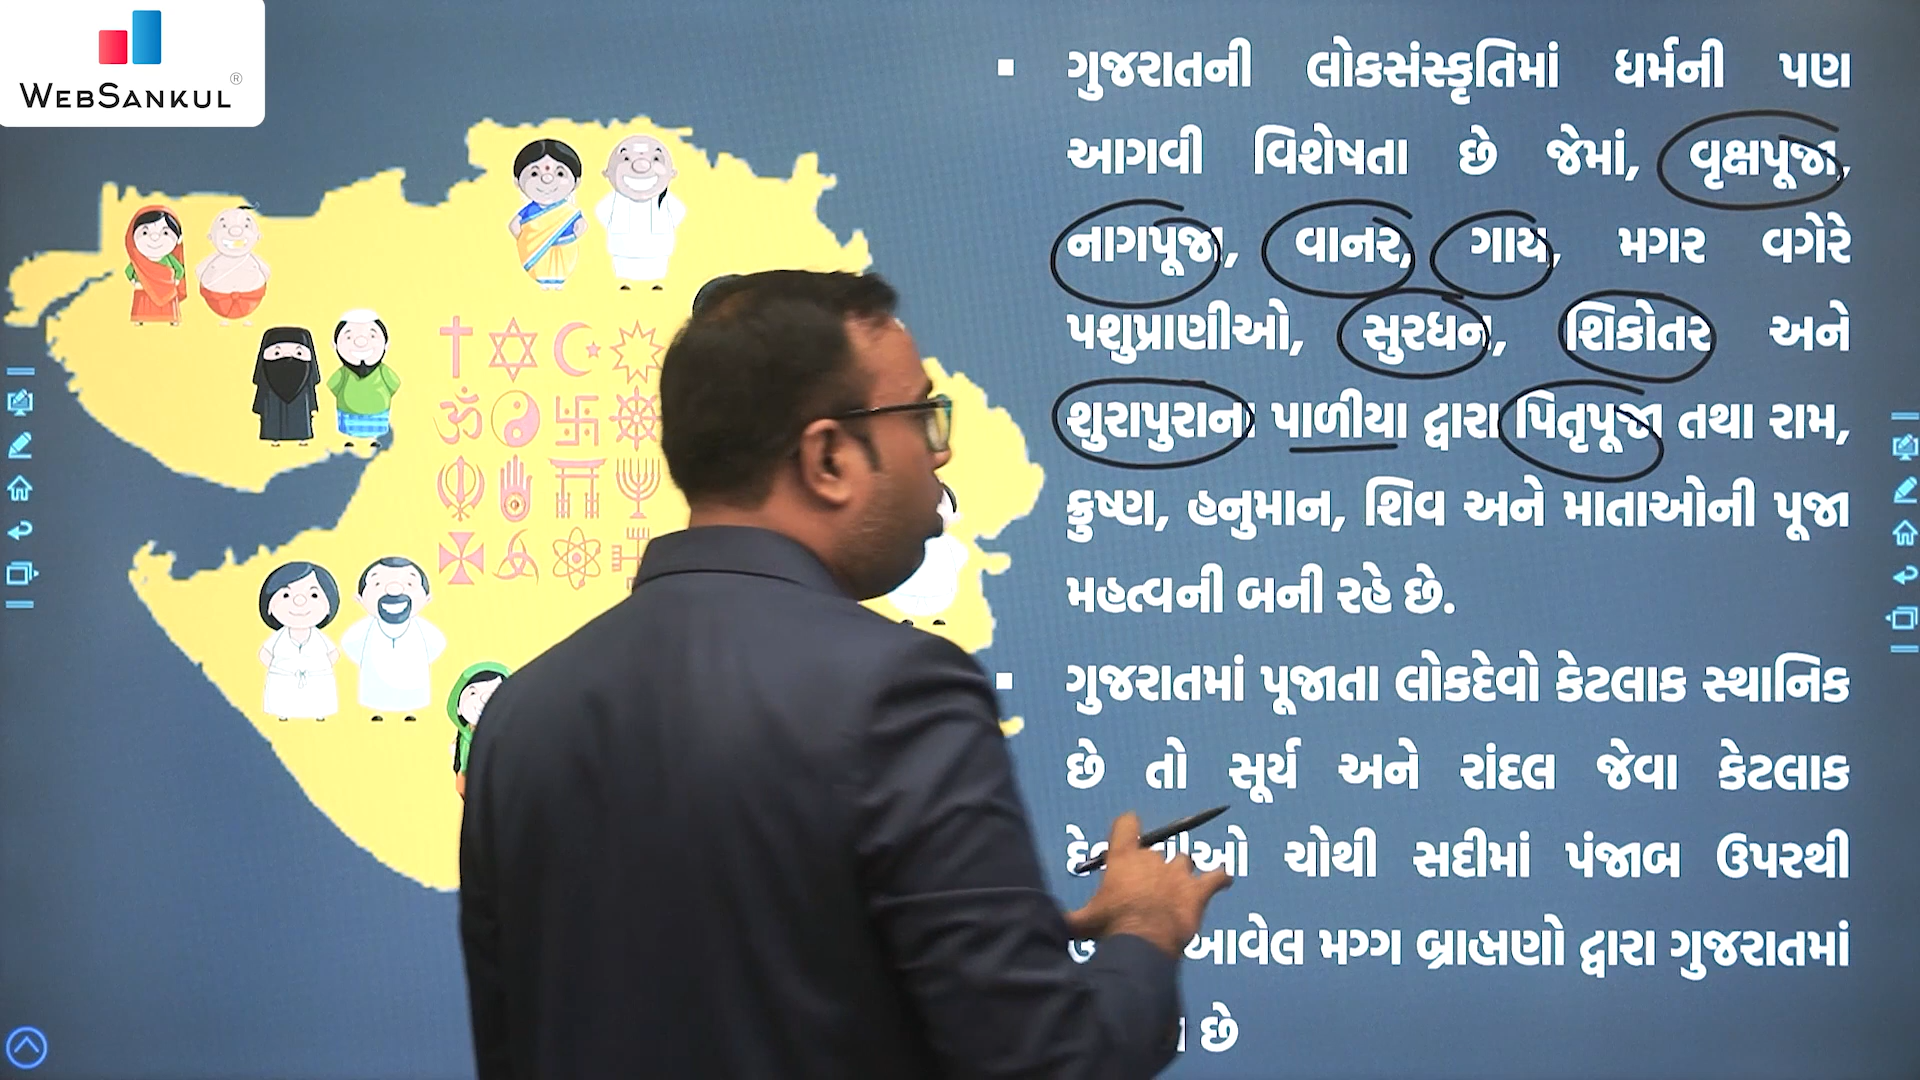 WEBSANKUL®
▪ ગુજરાતની લોકસંસ્કૃતિમાં ધર્મની પણ
આગવી વિશેષતા છે જેમાં, વૃક્ષપૂજા,
નાગપૂજા, વાનર, ગાય, મગર વગેરે
પશુપ્રાણીઓ, સુરધન, શિકોતર અને
શુરાપુરાના પાળીયા દ્વારા પિતૃપૂજા તથા રામ,
ક્રુષ્ણ, હનુમાન, શિવ અને માતાઓની પૂજા
મહત્વની બની રહે છે.
▪ ગુજરાતમાં પૂજાતા લોકદેવો કેટલાક સ્થાનિક
છે તો સૂર્ય અને રાંદલ જેવા કેટલાક
ચોથી સદીમાં પંજાબ ઉપરથી
આવેલ મગ્ગ બ્રાહ્મણો દ્વારા ગુજરાતમાં
છે